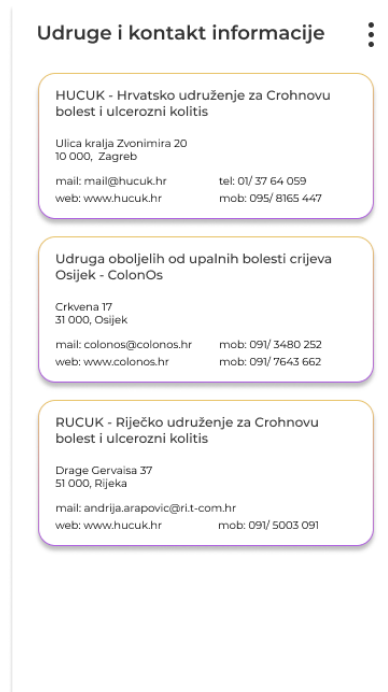 Udruge i kontakt informacije
HUCUK - Hrvatsko udruženje za Crohnovu
bolest i ulcerozni kolitis
Ulica kralja Zvonimira 20
10 000, Zagreb
mail: mail@hucuk.hr tel: 01/ 37 64 059
web: www.hucuk.hr mob: 095/ 8165 447
Udruga oboljelih od upalnih bolesti crijeva
Osijek - ColonOs
Crkvena 17
31 000, Osijek
mail: colonos@colonos.hr mob: 091/ 3480 252
web: www.colonos.hr mob: 091/ 7643 662
RUCUK - Riječko udruženje za Crohnovu
bolest i ulcerozni kolitis
Drage Gervaisa 37
51 000, Rijeka
mail: andrija.arapovic@ri.t-com.hr
web: www.hucuk.hr mob: 091/ 5003 091